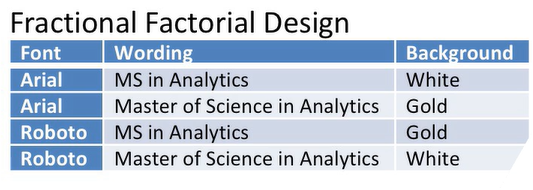 Fractional Factorial Design
Font Wording Background
Arial MS in Analytics White
Arial Master of Science in Analytics Gold
Roboto MS in Analytics Gold
Roboto Master of Science in Analytics White